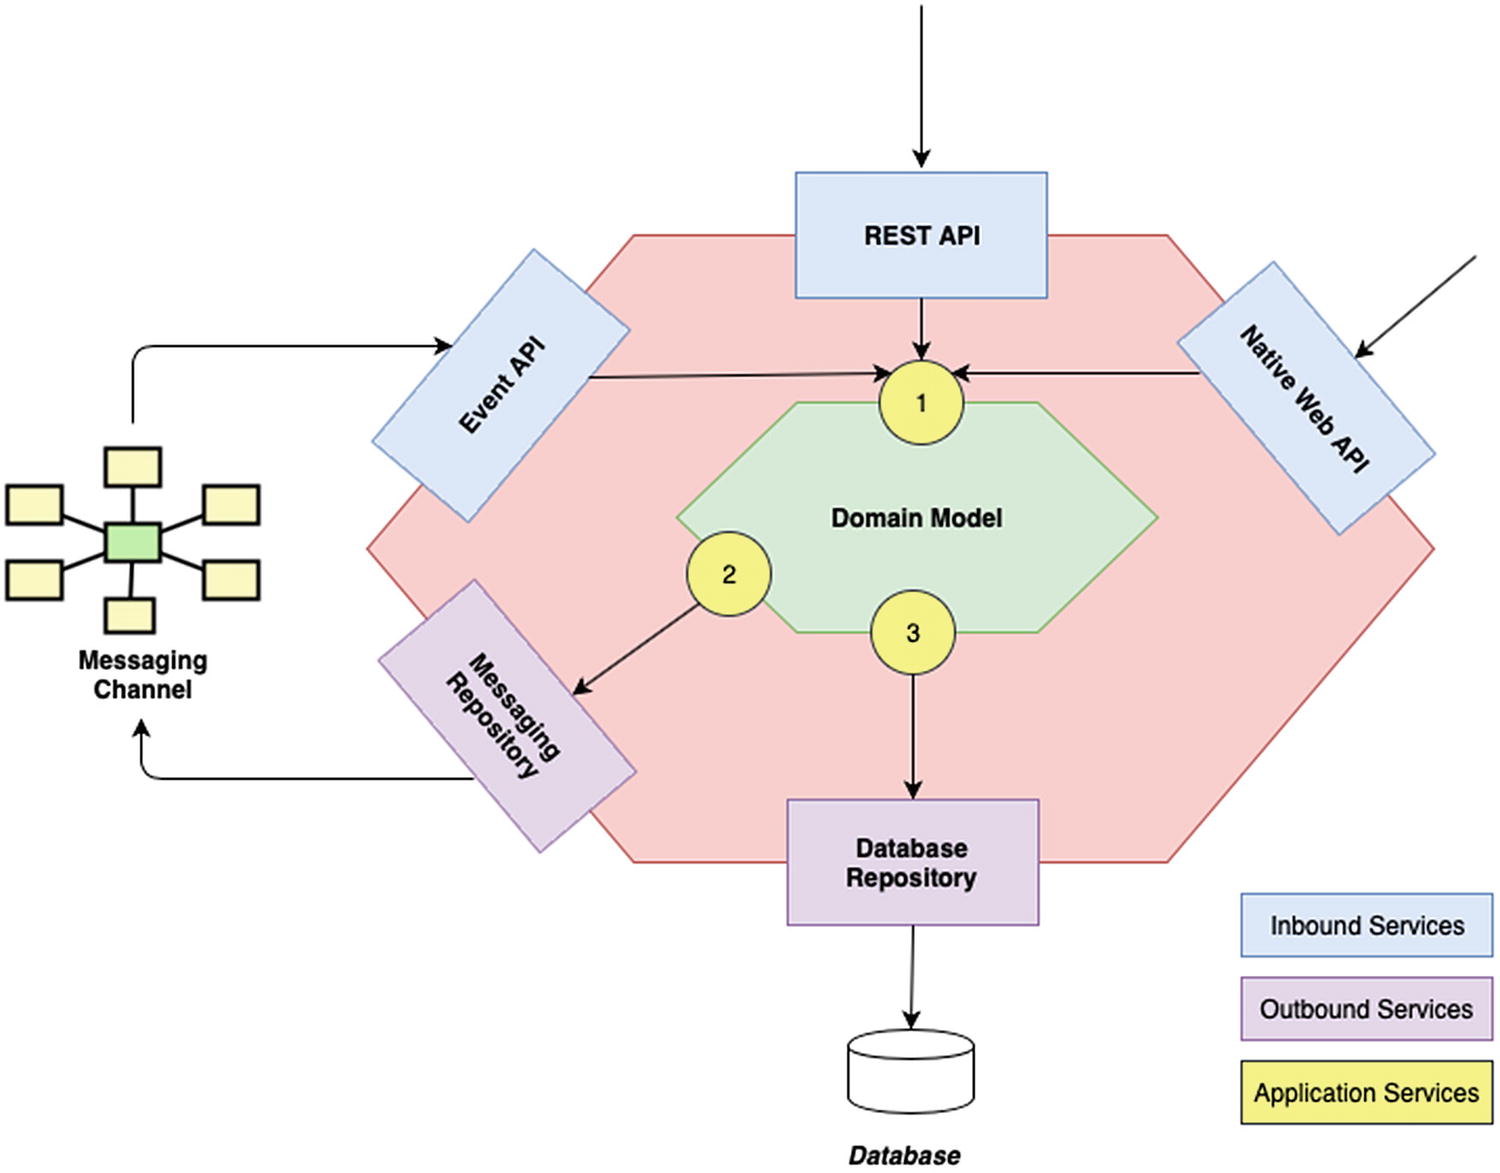 REST API
Event API
Native Web API
1
Domain Model
2
3
Messaging
Channel
Messaging
Repository
Database
Repository
Inbound Services
Outbound Services
Application Services
Database